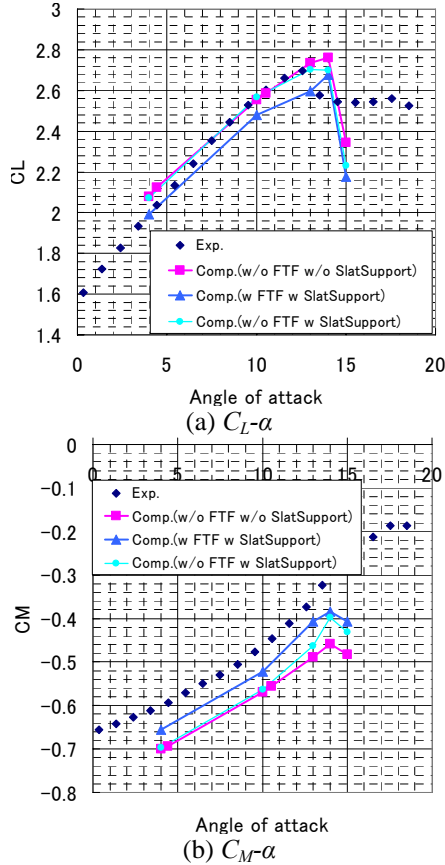 3
2.8
2.6
2.4
2.2
2
1.8
1.6
1.4
CL
Exp.
Comp.(w/o FTF w/o SlatSupport)
Comp.(w FTF w SlatSupport)
Comp.(w/o FTF w SlatSupport)
0 5 10 15 20
Angle of attack
(a) C_L-α
0
-0.1
-0.2
-0.3
-0.4
-0.5
-0.6
-0.7
-0.8
CM
0 5 10 15 20
Exp.
Comp.(w/o FTF w/o SlatSupport)
Comp.(w FTF w SlatSupport)
Comp.(w/o FTF w SlatSupport)
Angle of attack
(b) C_M-α